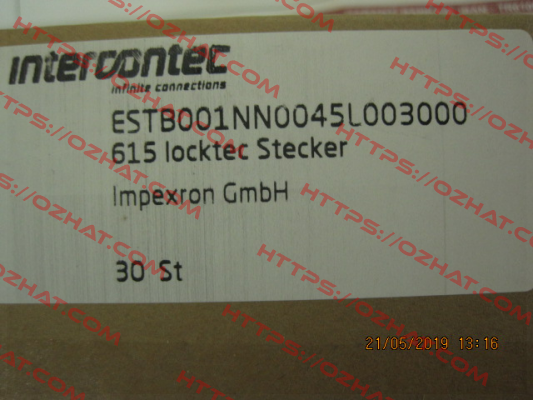 intercontec
infinite connections
ESTB001NN0045L003000
615 locktec Stecker
Impexron GmbH
30 St
21/05/2019 13:16
HTTPS://OZHAT.COM